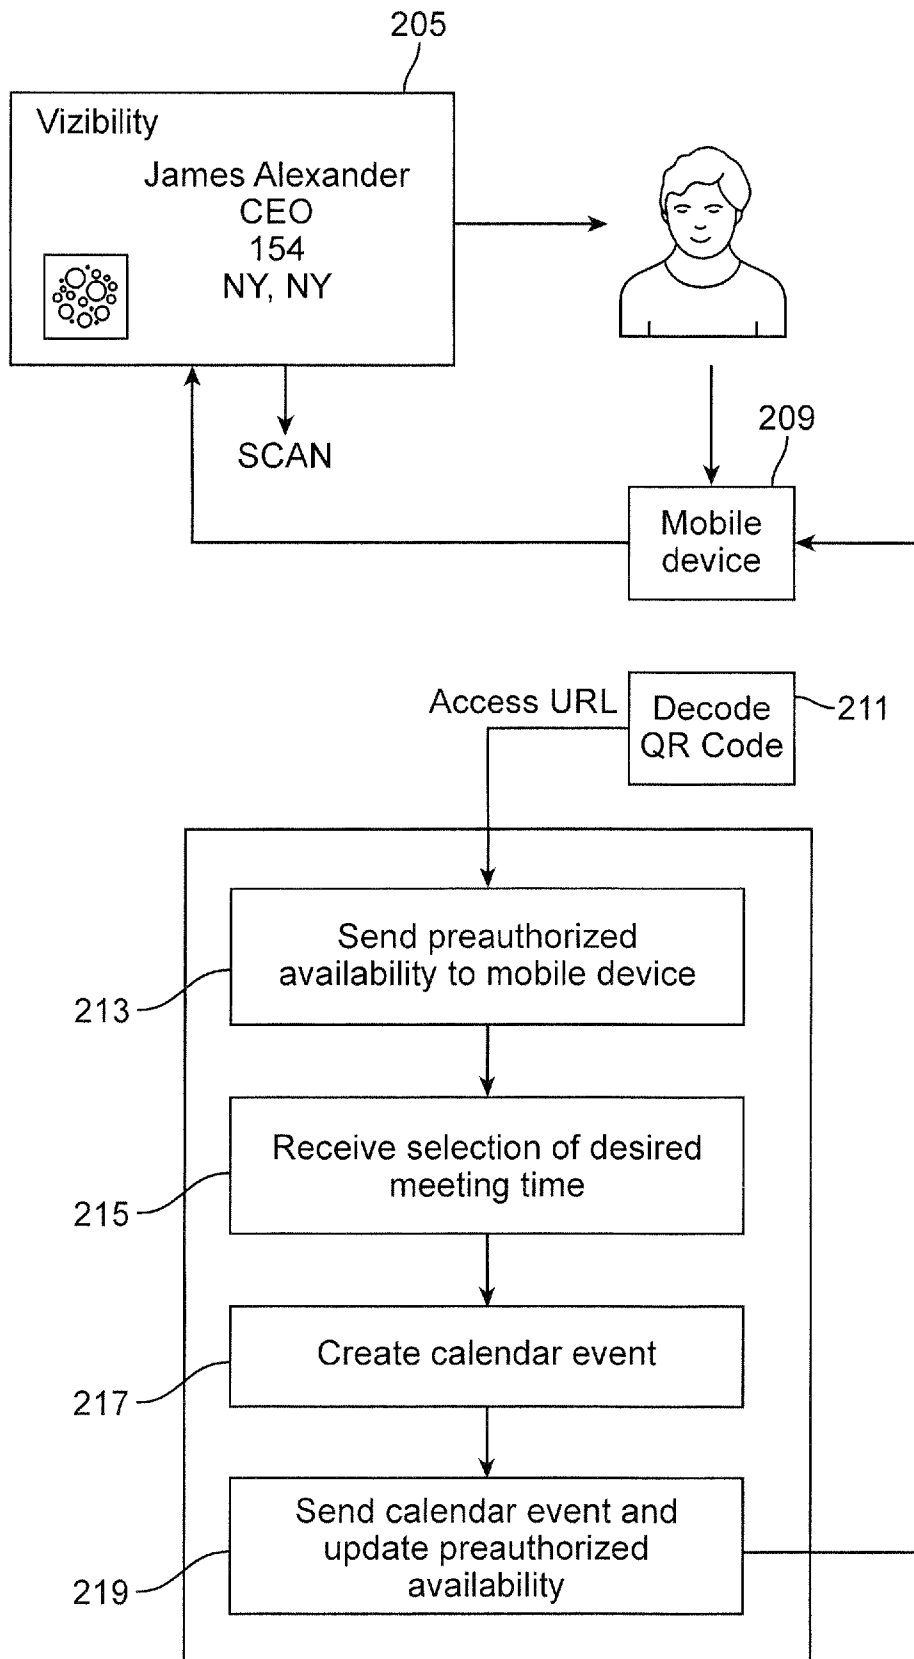 205
Vizibility
James Alexander
CEO
154
NY, NY
SCAN
209
Mobile
device
Access URL
Decode
QR Code
211
Send preauthorized
availability to mobile device
213
Receive selection of desired
meeting time
215
Create calendar event
217
Send calendar event and
update preauthorized
availability
219